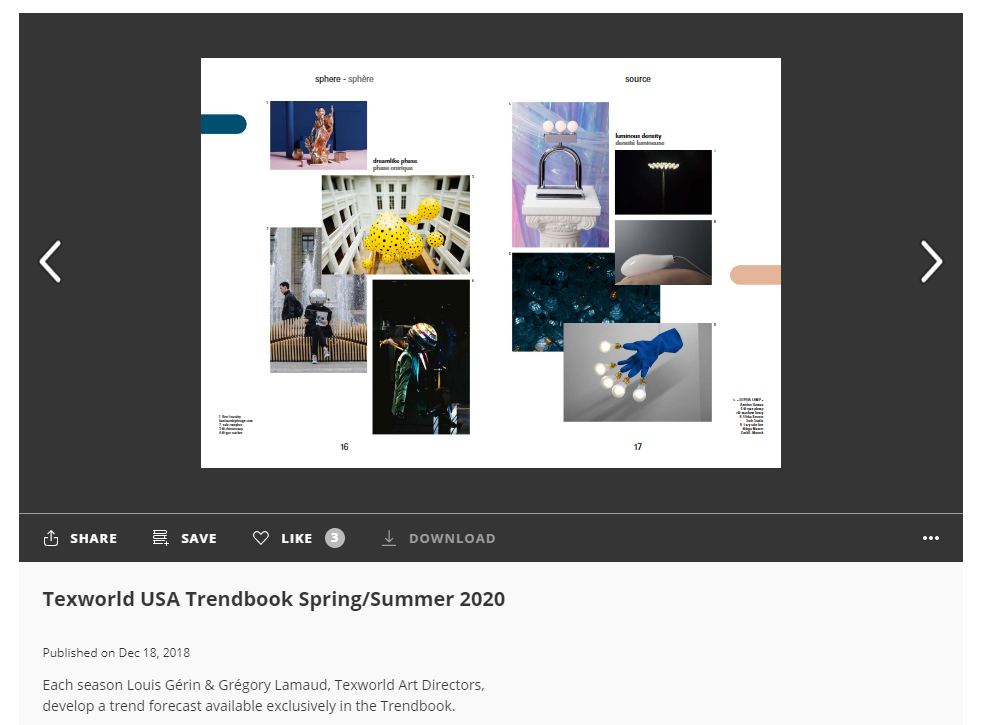 sphere - sphère
source
luminous density
densité lumineuse
dreamlike phase
phase onirique
16
17
SHARE
SAVE
LIKE 3
DOWNLOAD
Texworld USA Trendbook Spring/Summer 2020
Published on Dec 18, 2018
Each season Louis Gérin & Grégory Lamaud, Texworld Art Directors,
develop a trend forecast available exclusively in the Trendbook.